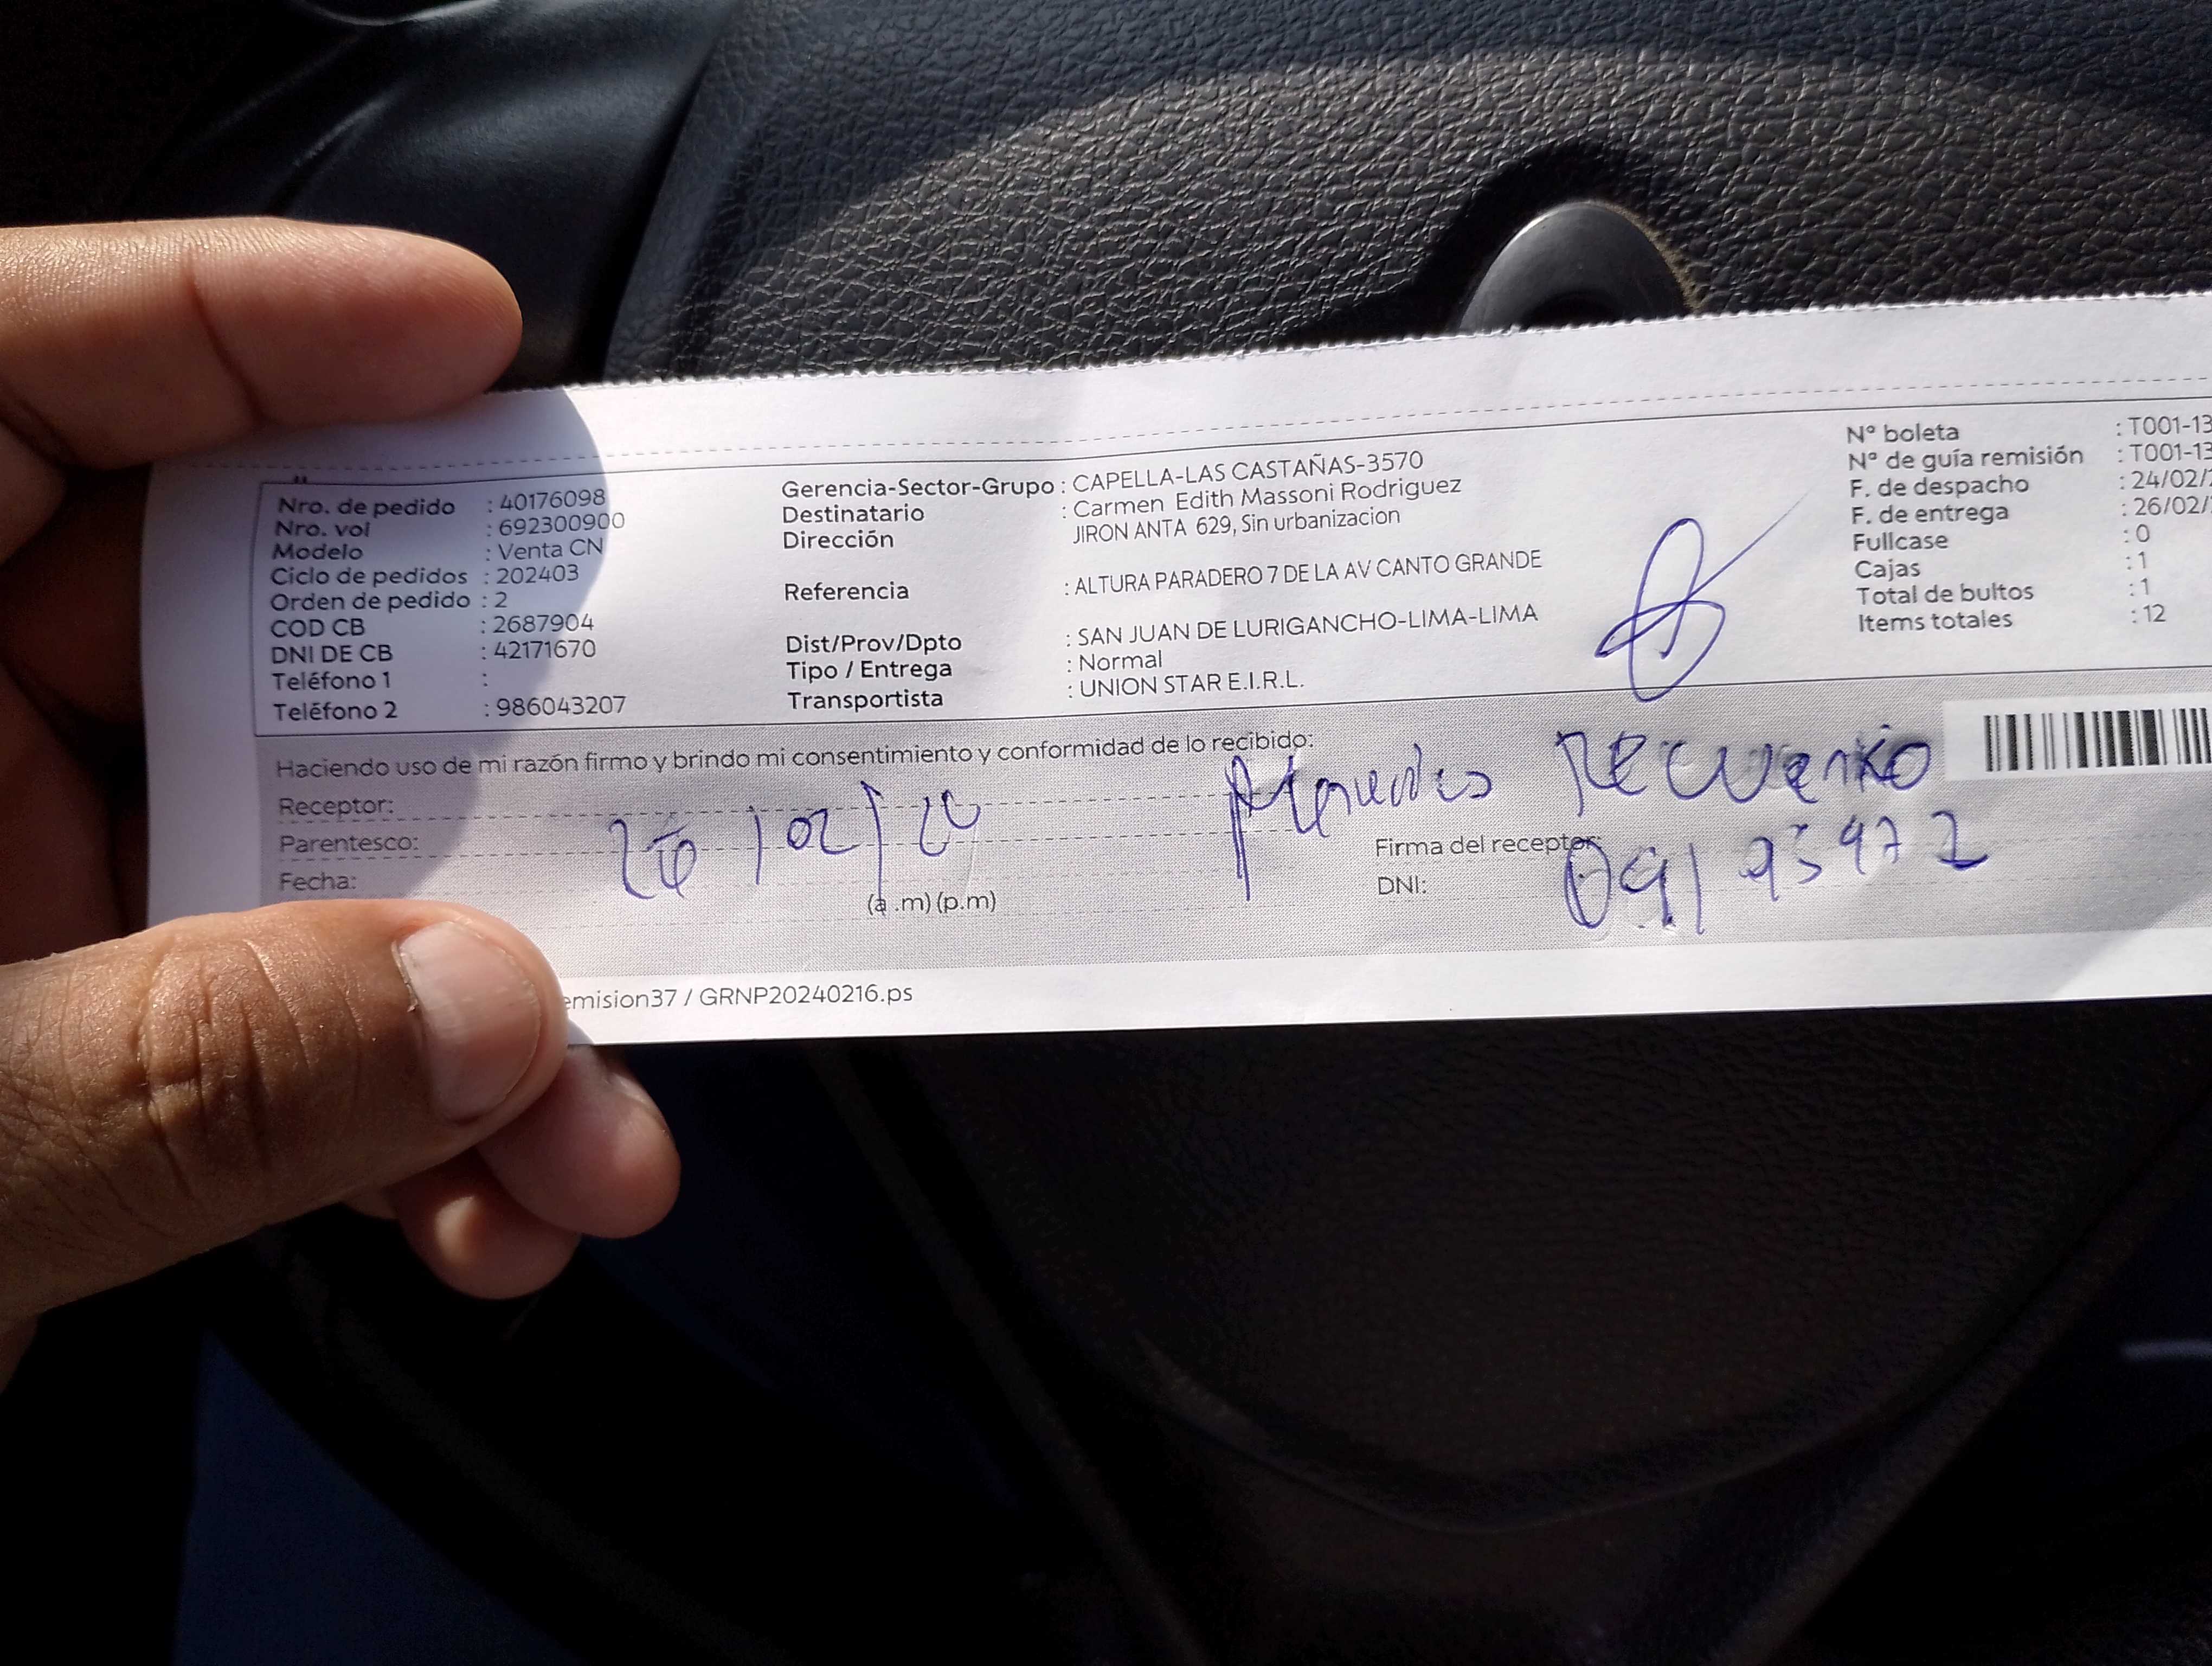 Nro. de pedido : 40176098
Nro. vol : 692300900
Modelo : Venta CN
Ciclo de pedidos : 202403
Orden de pedido : 2
COD CB : 2687904
DNI DE CB : 42171670
Teléfono 1 :
Teléfono 2 : 986043207
Gerencia-Sector-Grupo : CAPELLA-LAS CASTAÑAS-3570
Destinatario : Carmen Edith Massoni Rodriguez
Dirección JIRON ANTA 629, Sin urbanizacion
Referencia : ALTURA PARADERO 7 DE LA AV CANTO GRANDE
Dist/Prov/Dpto : SAN JUAN DE LURIGANCHO-LIMA-LIMA
Tipo / Entrega : Normal
Transportista : UNION STAR E.I.R.L.
N° boleta : T001-13
N° de guía remisión : T001-13
F. de despacho : 24/02/
F. de entrega : 26/02/
Fullcase : 0
Cajas : 1
Total de bultos : 1
Items totales : 12
Haciendo uso de mi razón firmo y brindo mi consentimiento y conformidad de lo recibido:
Receptor:
Parentesco:
Fecha: 26/02/
(a .m) (p.m)
Firma del receptor:
DNI: 09195972
emision37 / GRNP20240216.ps